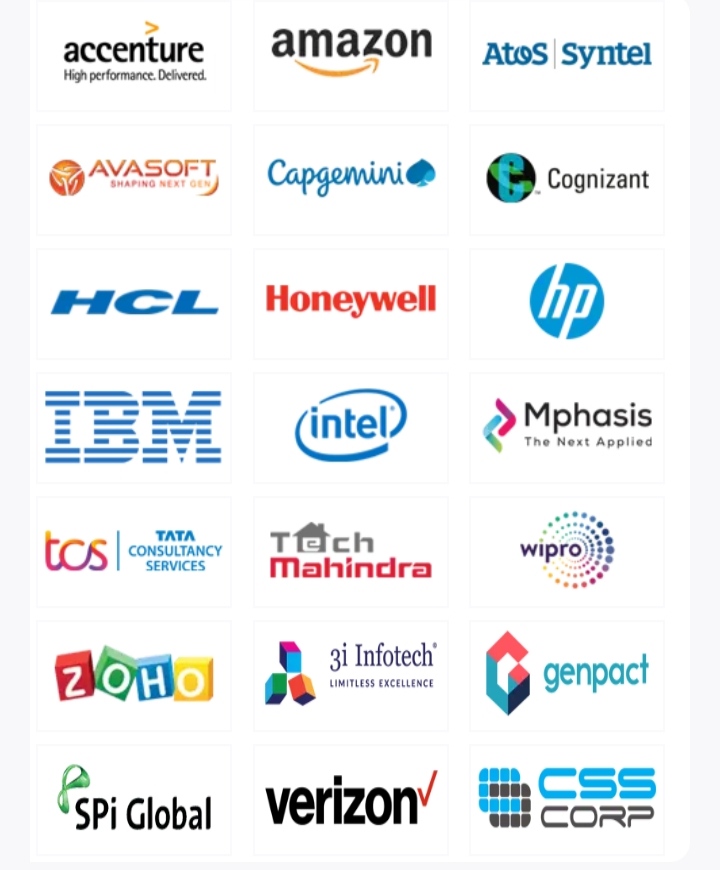 accenture
High performance. Delivered.
amazon
Atos Syntel
AVASOFT
SHAPING NEXT GEN
Capgemini
Cognizant
HCL
Honeywell
hp
IBM
intel
Mphasis
The Next Applied
tcs
TATA
CONSULTANCY
SERVICES
Tech
Mahindra
wipro
ZOHO
3i Infotech
LIMITLESS EXCELLENCE
genpact
SPi Global
verizon
CSS
CORP